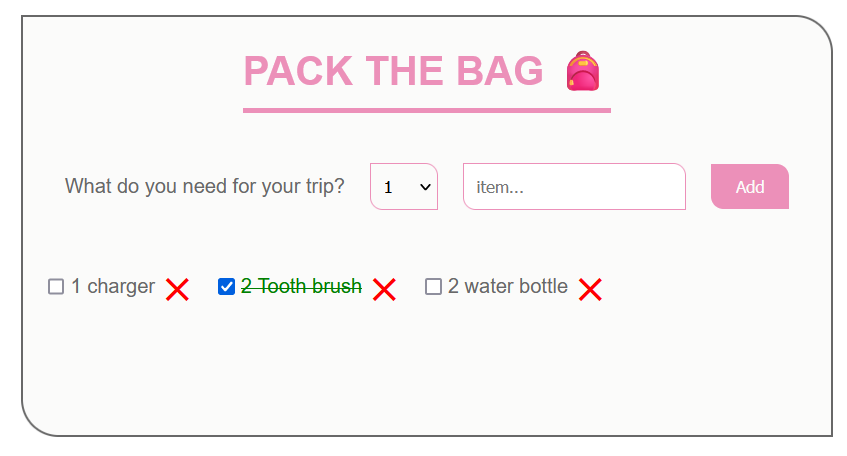 PACK THE BAG 🎒
What do you need for your trip? 1 item... Add
1 charger ❌ 2 Tooth brush ❌ 2 water bottle ❌